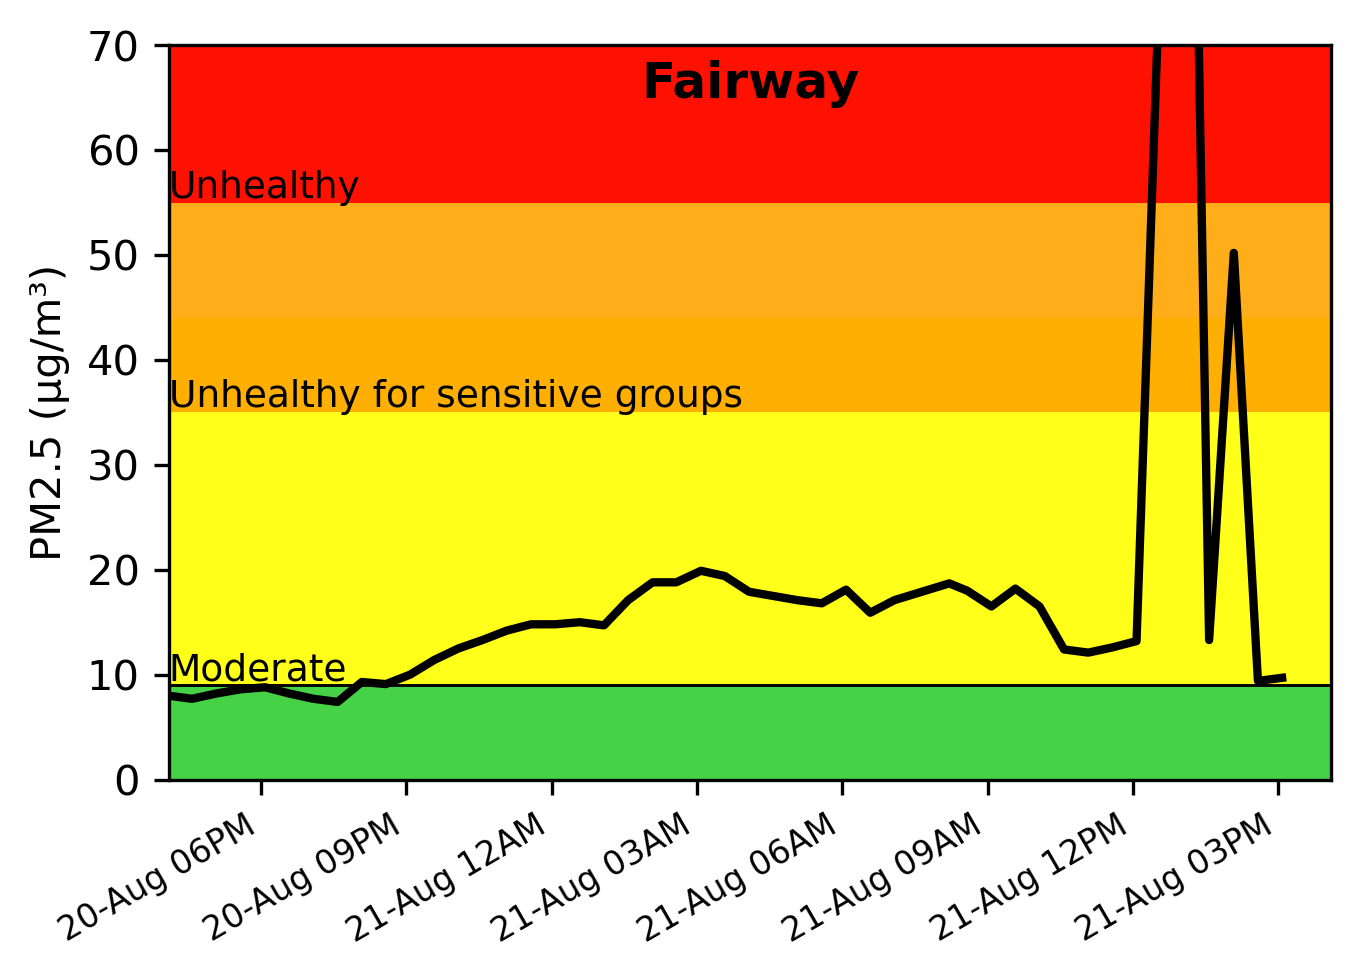 Fairway
70
60
50
40
30
20
10
0
PM2.5 (µg/m³)
Unhealthy
Unhealthy for sensitive groups
Moderate
20-Aug 06PM
20-Aug 09PM
21-Aug 12AM
21-Aug 03AM
21-Aug 06AM
21-Aug 09AM
21-Aug 12PM
21-Aug 03PM